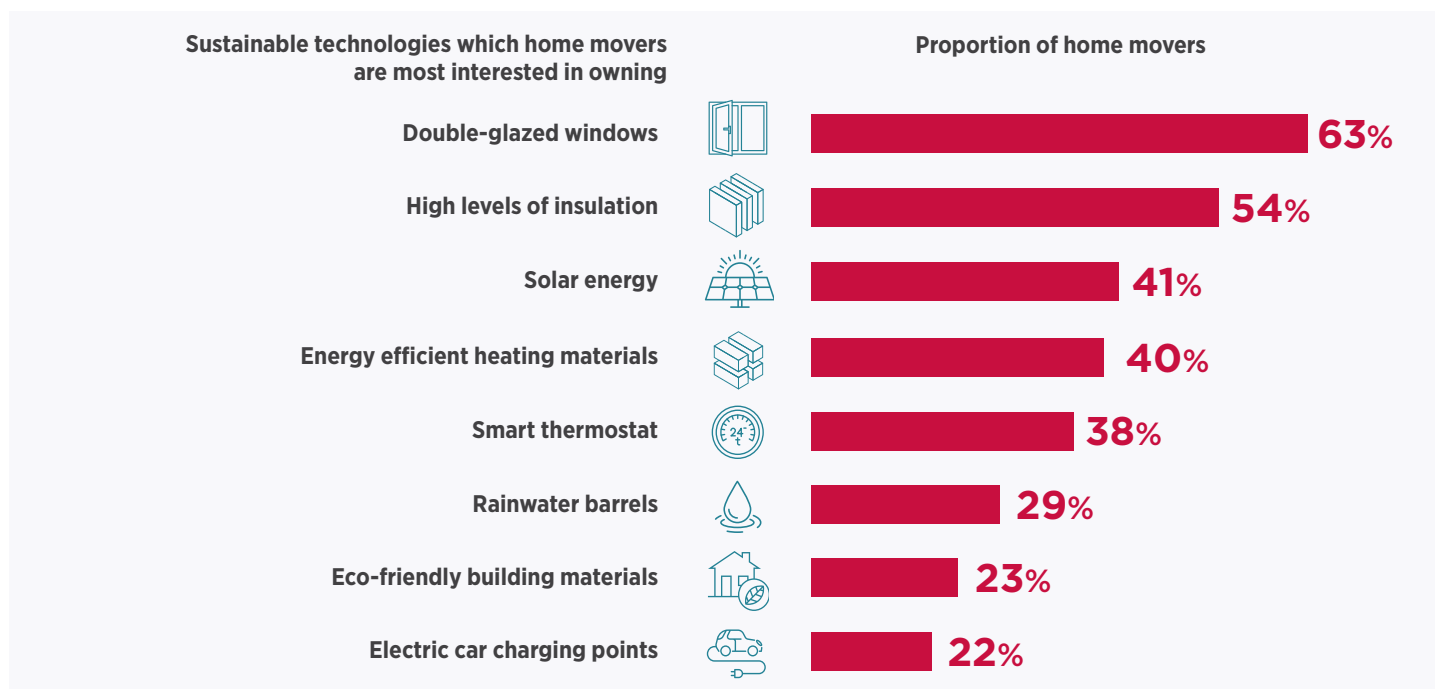 Sustainable technologies which home movers
are most interested in owning
Proportion of home movers
Double-glazed windows
63%
High levels of insulation
54%
Solar energy
41%
Energy efficient heating materials
40%
Smart thermostat
24°
t
38%
Rainwater barrels
29%
Eco-friendly building materials
23%
Electric car charging points
22%